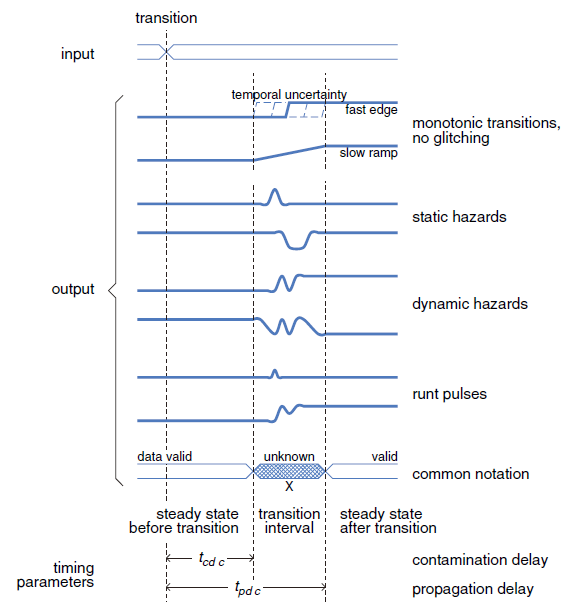 transition
input
temporal uncertainty
fast edge
monotonic transitions,
no glitching
slow ramp
static hazards
output
dynamic hazards
runt pulses
data valid
unknown
valid
common notation
X
steady state
before transition
transition
interval
steady state
after transition
timing
parameters
tcd c
contamination delay
tpd c
propagation delay